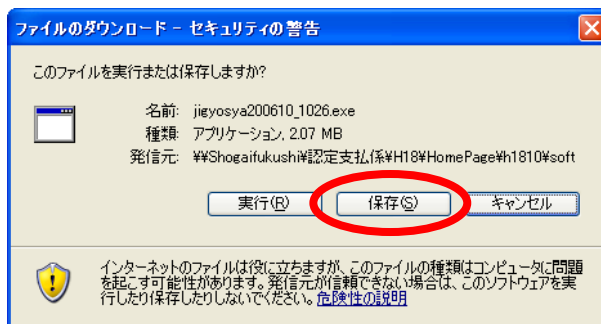 ファイルのダウンロード - セキュリティの警告
このファイルを実行または保存しますか?
名前: jigyosya200610_1026.exe
種類: アプリケーション, 2.07 MB
発信元: ¥¥Shogaifukushi¥認定支払係¥H18¥HomePage¥h1810¥soft
実行(R) 保存(S) キャンセル
インターネットのファイルは役に立ちますが、このファイルの種類はコンピュータに問題
を起こす可能性があります。発信元が信頼できない場合は、このソフトウェアを実
行したり保存したりしないでください。危険性の説明